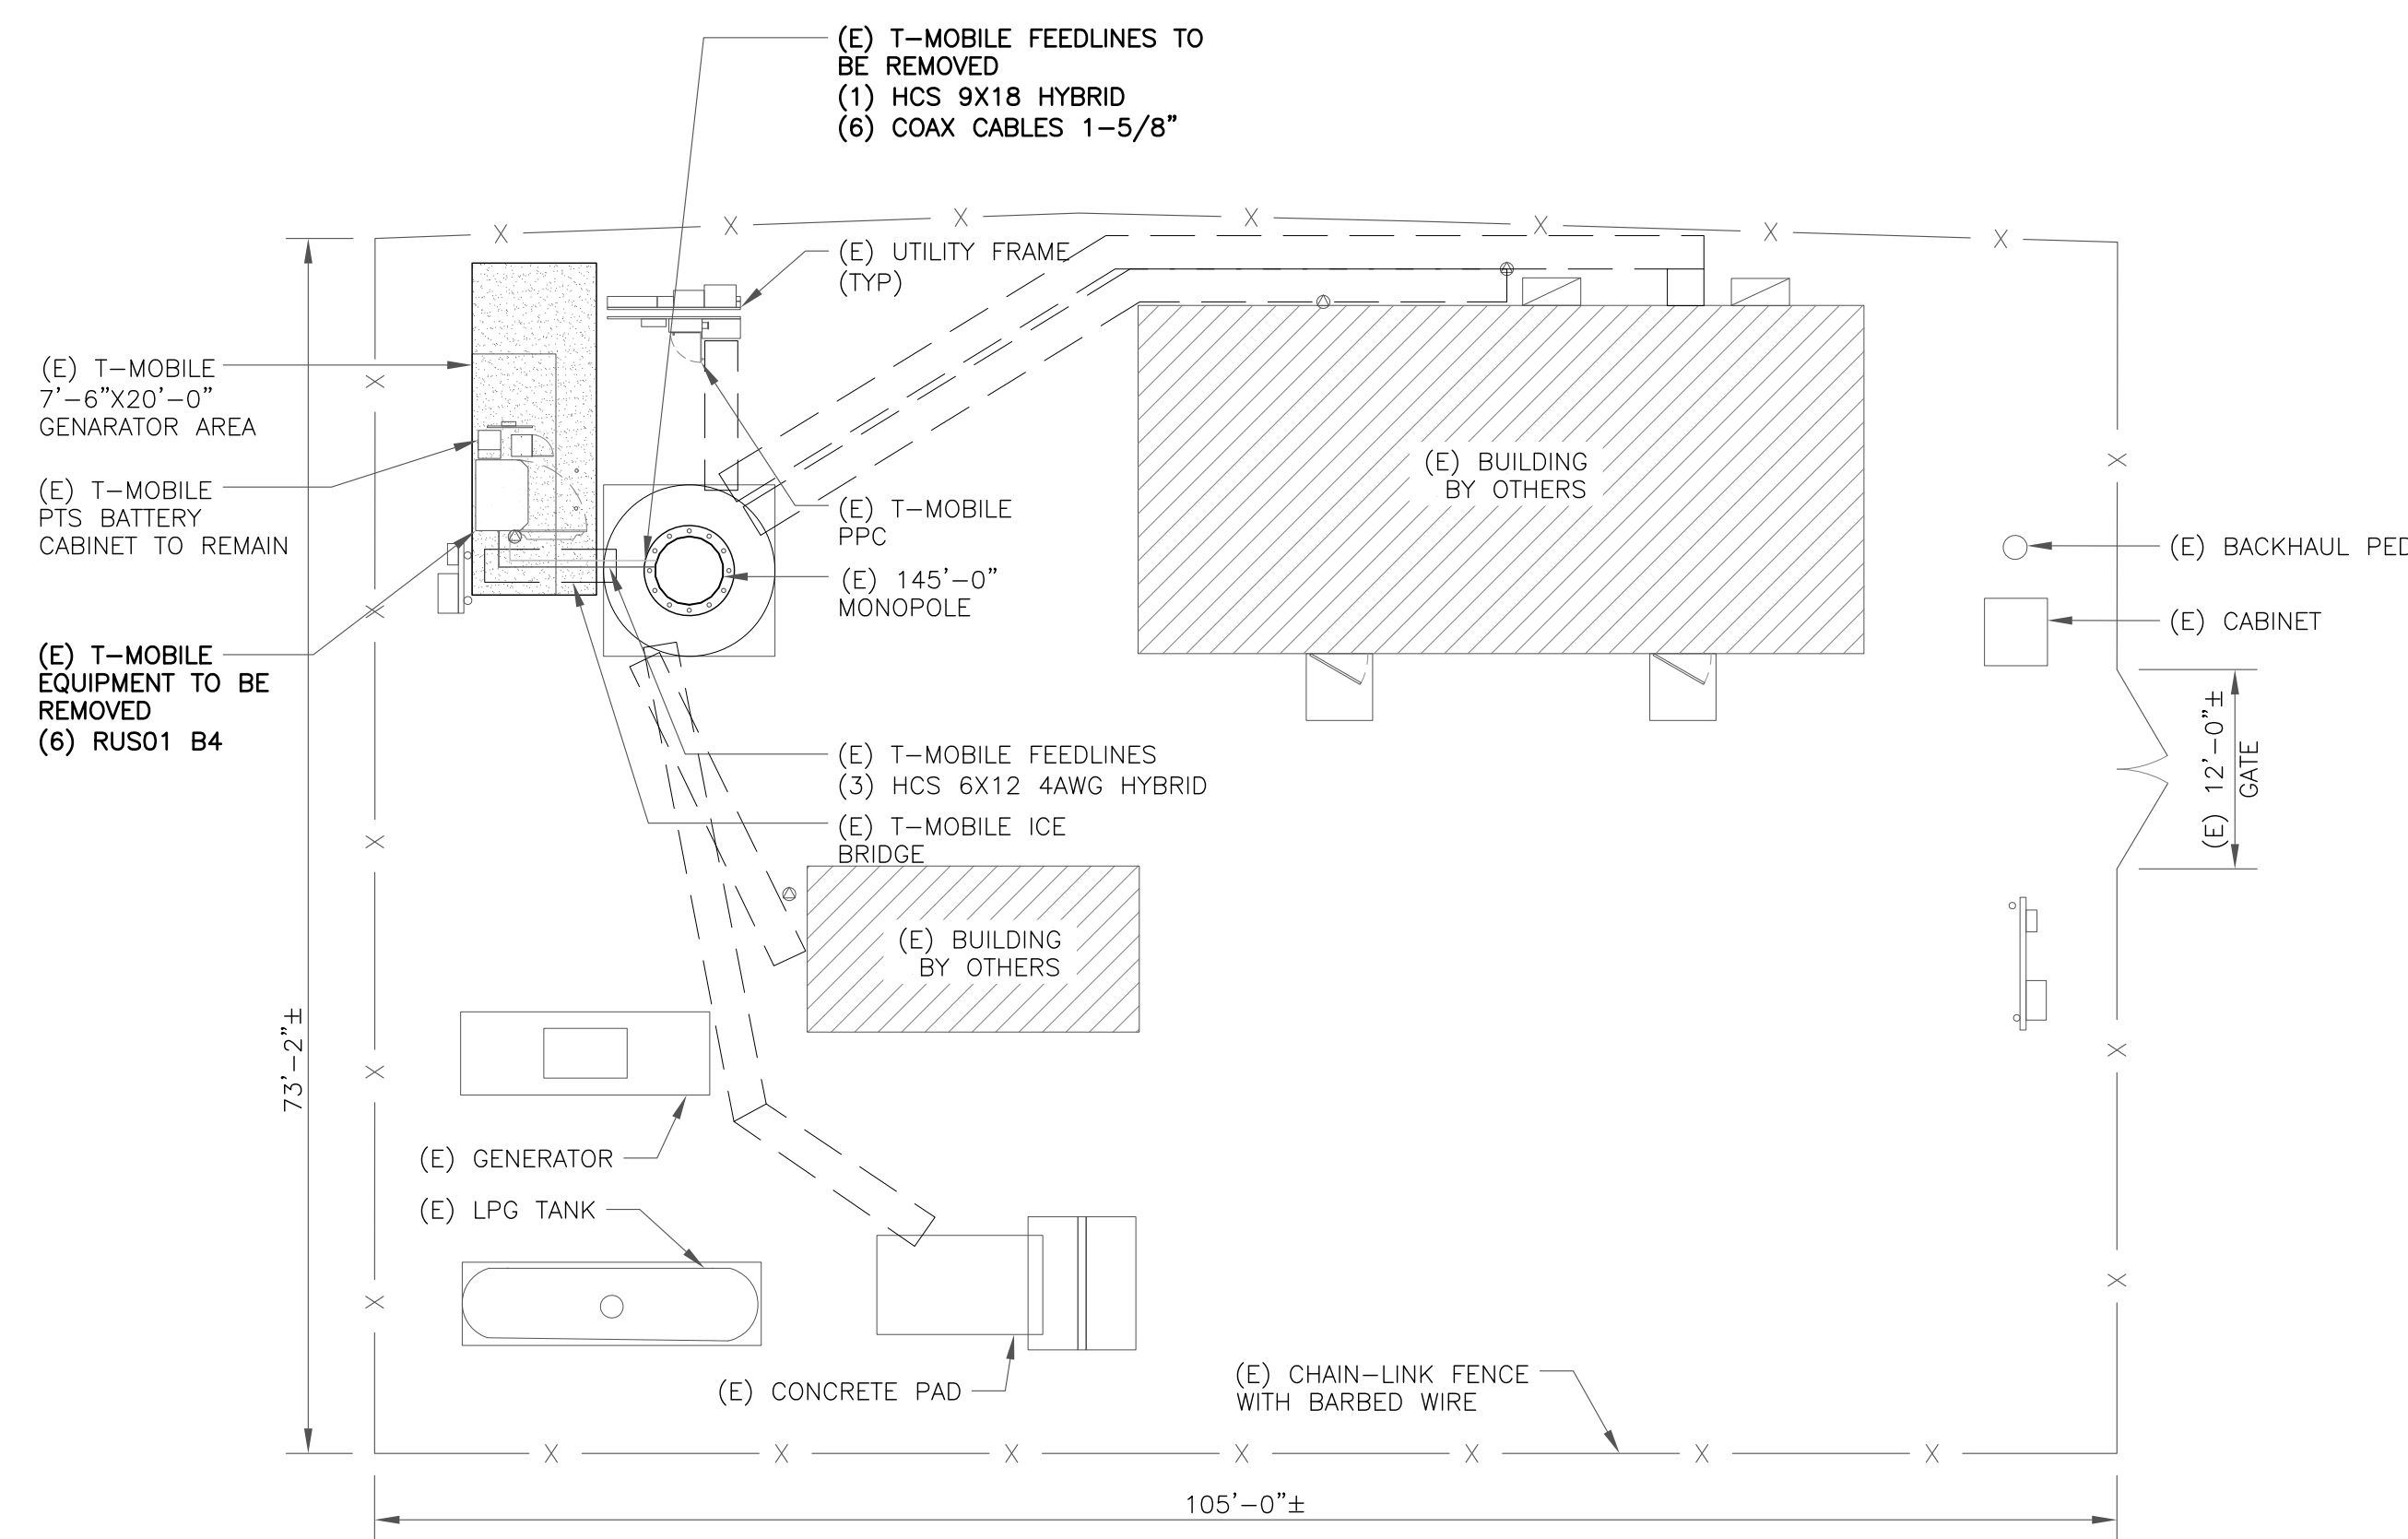 (E) T-MOBILE FEEDLINES TO
BE REMOVED
(1) HCS 9X18 HYBRID
(6) COAX CABLES 1-5/8"
(E) UTILITY FRAME
(TYP)
(E) T-MOBILE
7'-6"X20'-0"
GENARATOR AREA
(E) T-MOBILE
PTS BATTERY
CABINET TO REMAIN
(E) T-MOBILE
EQUIPMENT TO BE
REMOVED
(6) RUS01 B4
(E) T-MOBILE
PPC
(E) 145'-0"
MONOPOLE
(E) BUILDING
BY OTHERS
(E) BACKHAUL PED
(E) CABINET
(E) 12'-0"±
GATE
(E) T-MOBILE FEEDLINES
(3) HCS 6X12 4AWG HYBRID
(E) T-MOBILE ICE
BRIDGE
(E) BUILDING
BY OTHERS
73'-2"±
(E) GENERATOR
(E) LPG TANK
(E) CONCRETE PAD
(E) CHAIN-LINK FENCE
WITH BARBED WIRE
105'-0"±